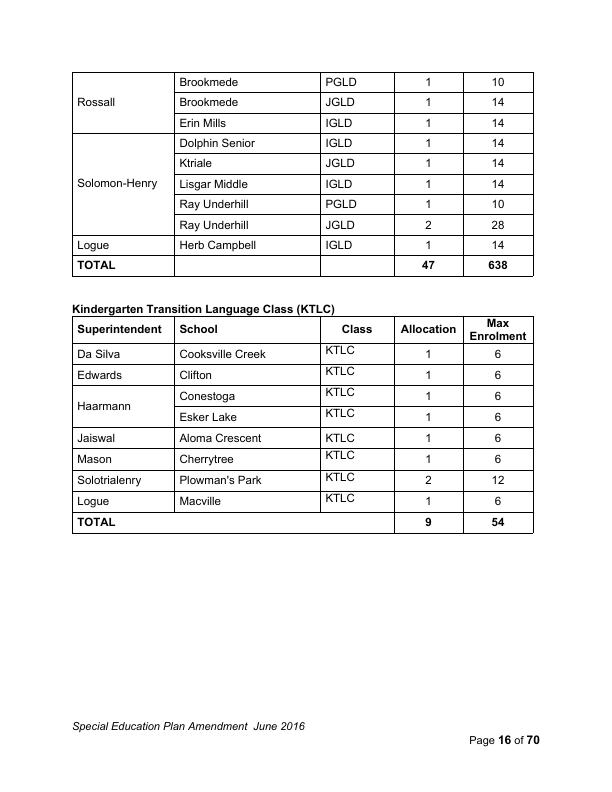 Rossall Brookmede PGLD 1 10
Brookmede JGLD 1 14
Erin Mills IGLD 1 14
Solomon-Henry Dolphin Senior IGLD 1 14
Ktriale JGLD 1 14
Lisgar Middle IGLD 1 14
Ray Underhill PGLD 1 10
Ray Underhill JGLD 2 28
Logue Herb Campbell IGLD 1 14
TOTAL 47 638
Kindergarten Transition Language Class (KTLC)
Superintendent School Class Allocation Max Enrolment
Da Silva Cooksville Creek KTLC 1 6
Edwards Clifton KTLC 1 6
Haarmann Conestoga KTLC 1 6
Esker Lake KTLC 1 6
Jaiswal Aloma Crescent KTLC 1 6
Mason Cherrytree KTLC 1 6
Solotrialenry Plowman's Park KTLC 2 12
Logue Macville KTLC 1 6
TOTAL 9 54
Special Education Plan Amendment June 2016
Page 16 of 70